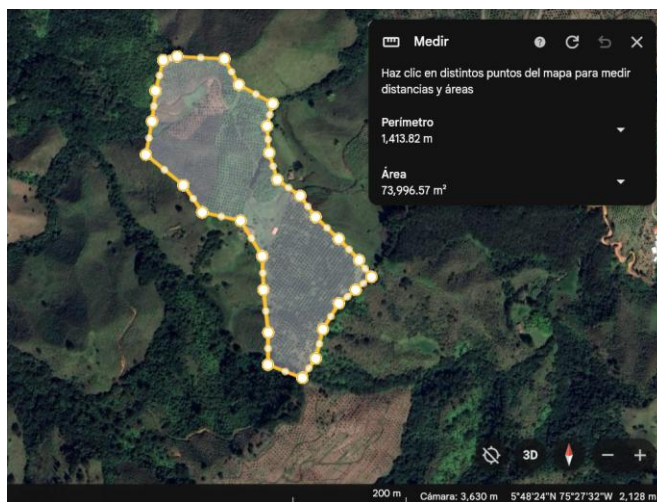 Medir
Haz clic en distintos puntos del mapa para medir
distancias y áreas
Perímetro
1,413.82 m
Área
73,996.57 m²
3D
200 m
Cámara: 3,630 m 5°48'24"N 75°27'32"W 2,128 m